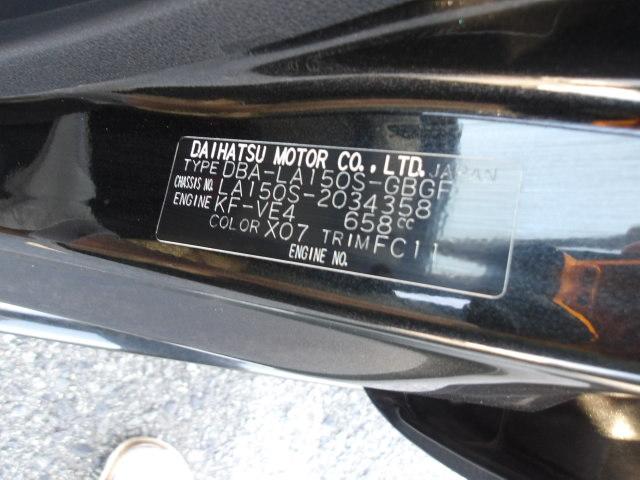 DAIHATSU MOTOR CO., LTD. JAPAN
TYPE DBA-LA150S-GBGF
CHASSIS NO. LA150S-2034358
ENGINE KF-VE4 658cc
COLOR X07 TRIM FC11
ENGINE NO.